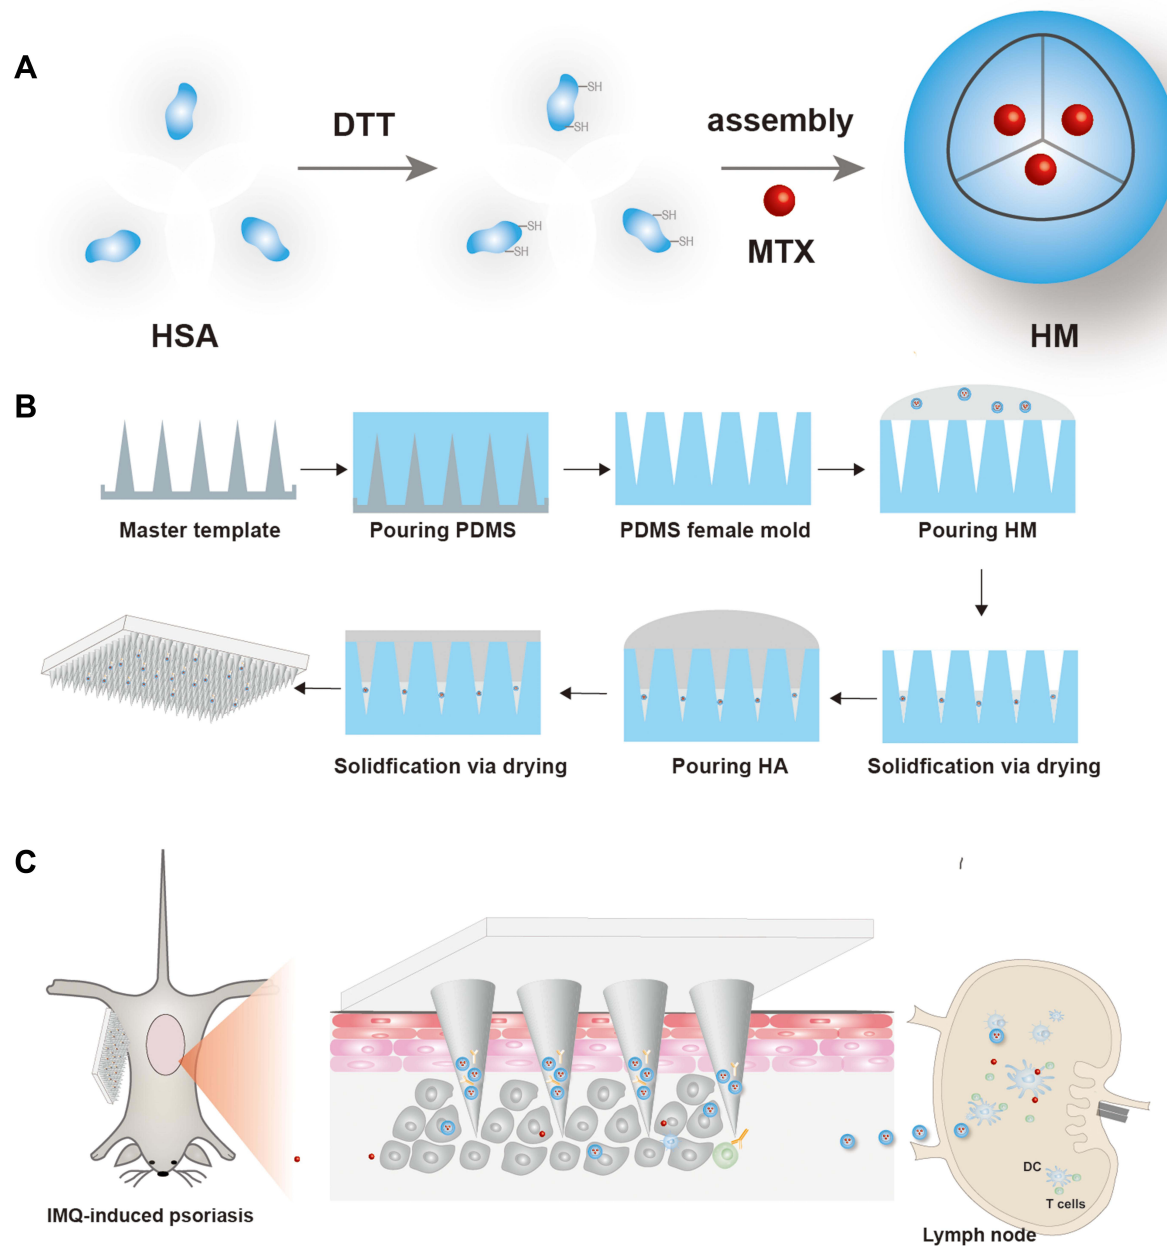 A
DTT
assembly
MTX
SH
SH
SH
SH
SH
SH
HSA
HM
B
Master template
Pouring PDMS
PDMS female mold
Pouring HM
Solidfication via drying
Pouring HA
Solidfication via drying
C
IMQ-induced psoriasis
DC
T cells
Lymph node